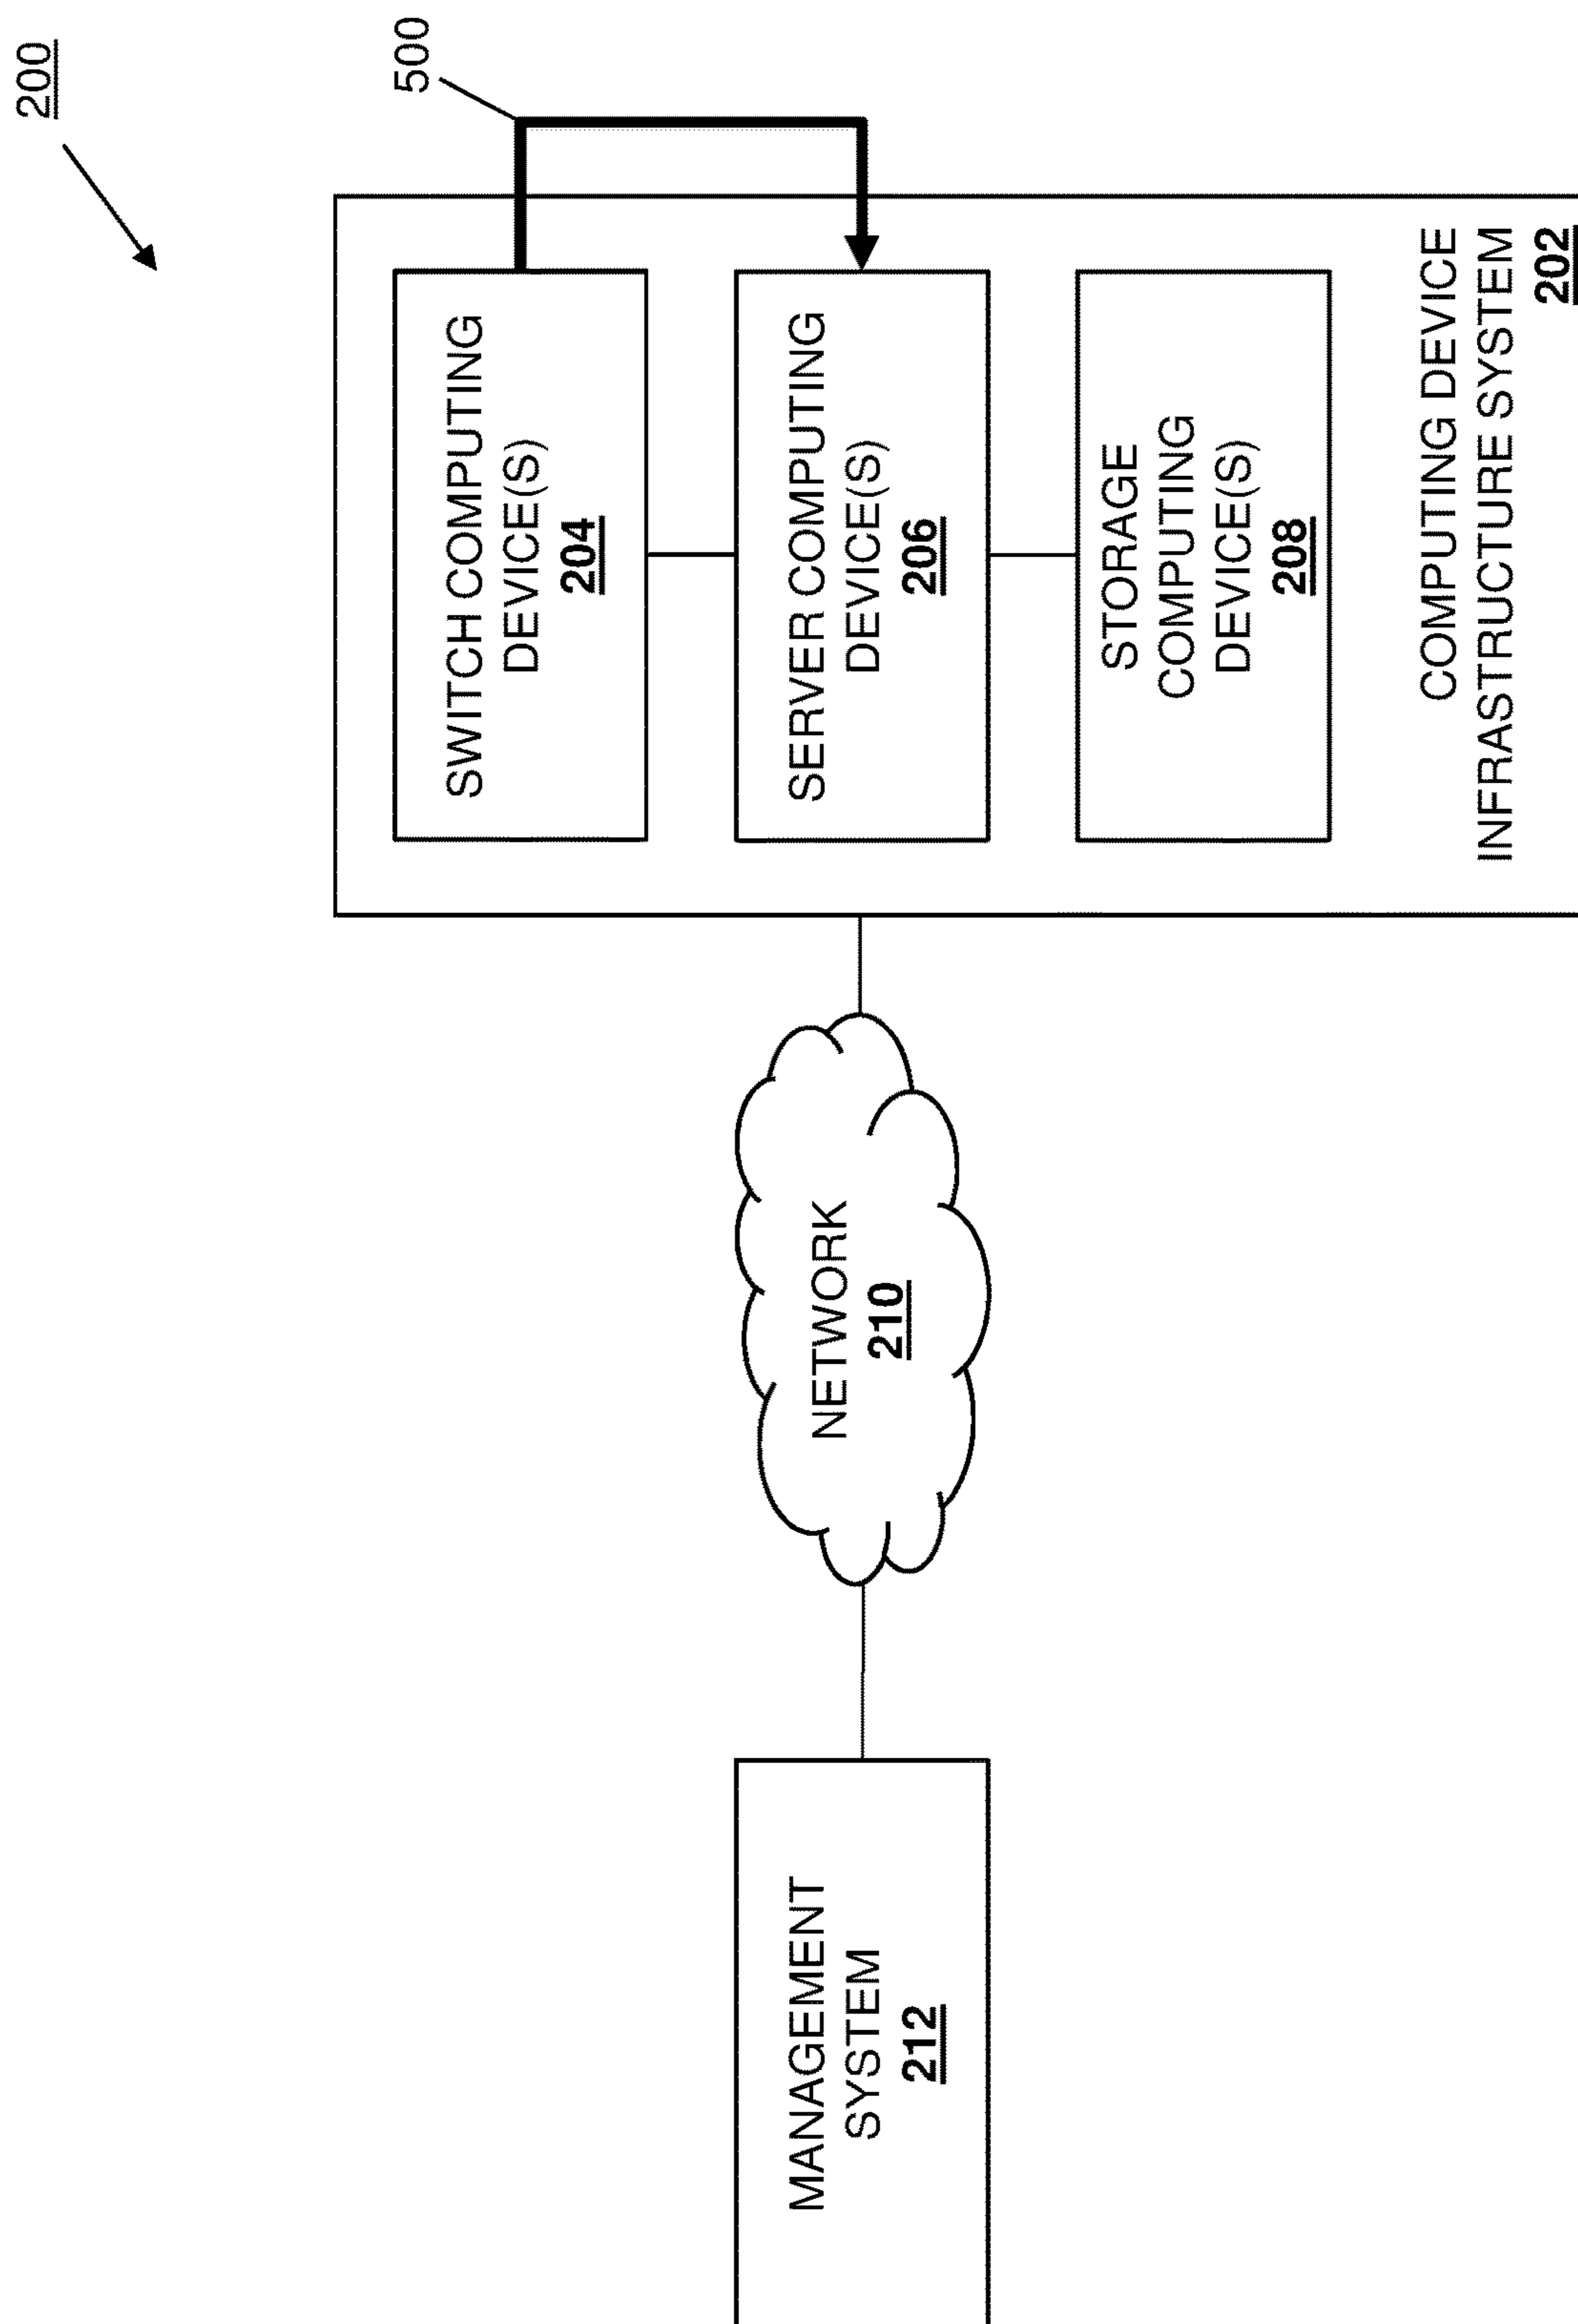 200
500
SWITCH COMPUTING
DEVICE(S)
204
SERVER COMPUTING
DEVICE(S)
206
STORAGE
COMPUTING
DEVICE(S)
208
COMPUTING DEVICE
INFRASTRUCTURE SYSTEM
202
NETWORK
210
MANAGEMENT
SYSTEM
212